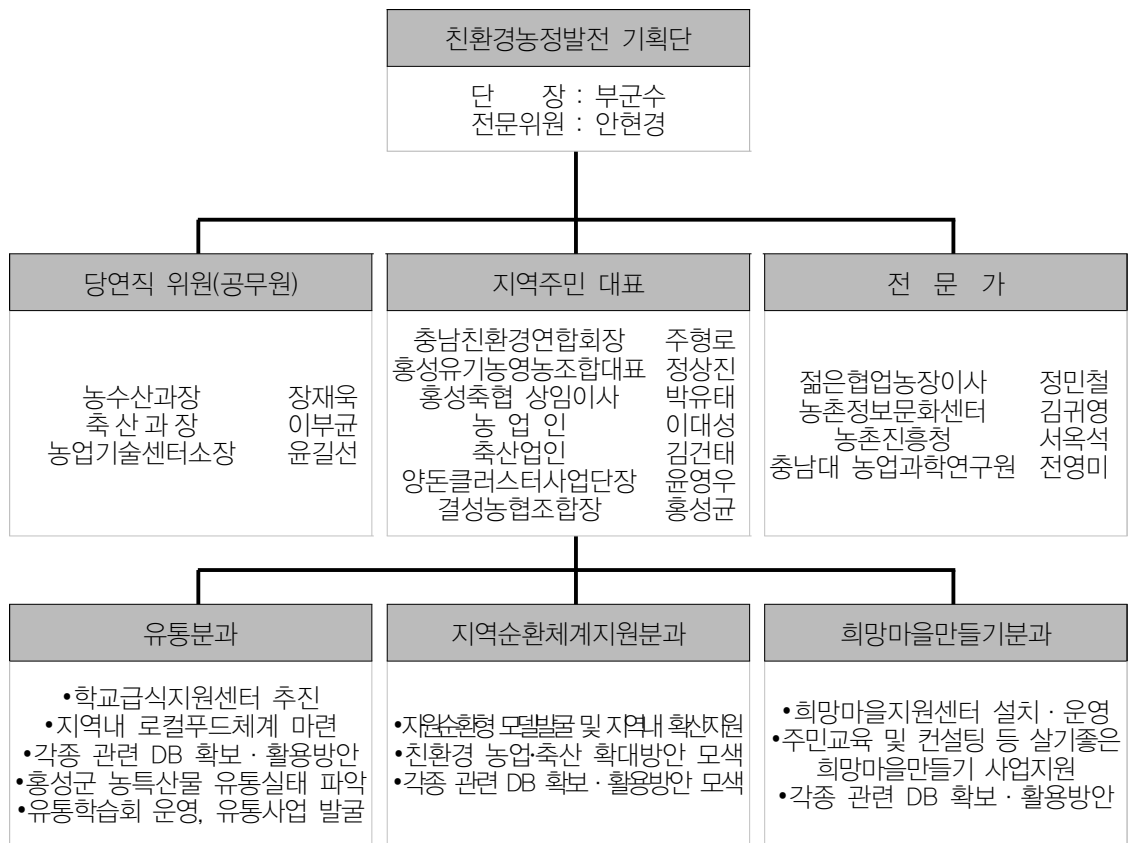 친환경농정발전 기획단
단 장 : 부군수
전문위원 : 안현경
당연직 위원(공무원)
농수산과장 장재욱
축 산 과 장 이부균
농업기술센터소장 윤길선
지역주민 대표
충남친환경연합회장 주형로
홍성유기농영농조합대표 정상진
홍성축협 상임이사 박유태
농 업 인 이대성
축산업인 김건태
양돈클러스터사업단장 윤영우
결성농협조합장 홍성균
전 문 가
젊은협업농장이사 정민철
농촌정보문화센터 김귀영
농촌진흥청 서옥석
충남대 농업과학연구원 전영미
유통분과
•학교급식지원센터 추진
•지역내 로컬푸드체계 마련
•각종 관련 DB 확보 · 활용방안
•홍성군 농특산물 유통실태 파악
•유통학습회 운영, 유통사업 발굴
지역순환체계지원분과
•자원순환형 모델발굴 및 지역내 확산지원
•친환경 농업·축산 확대방안 모색
•각종 관련 DB 확보 · 활용방안 모색
희망마을만들기분과
•희망마을지원센터 설치 · 운영
•주민교육 및 컨설팅 등 살기좋은
희망마을만들기 사업지원
•각종 관련 DB 확보 · 활용방안